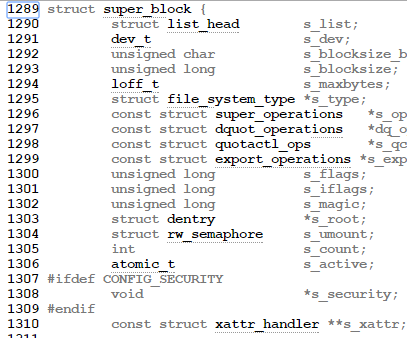 1289 struct super_block {
1290 struct list_head s_list;
1291 dev_t s_dev;
1292 unsigned char s_blocksize_b
1293 unsigned long s_blocksize;
1294 loff_t s_maxbytes;
1295 struct file_system_type *s_type;
1296 const struct super_operations *s_op
1297 const struct dquot_operations *dq_o
1298 const struct quotactl_ops *s_qc
1299 const struct export_operations *s_exp
1300 unsigned long s_flags;
1301 unsigned long s_iflags;
1302 unsigned long s_magic;
1303 struct dentry *s_root;
1304 struct rw_semaphore s_umount;
1305 int s_count;
1306 atomic_t s_active;
1307 #ifdef CONFIG_SECURITY
1308 void *s_security;
1309 #endif
1310 const struct xattr_handler **s_xattr;
1311